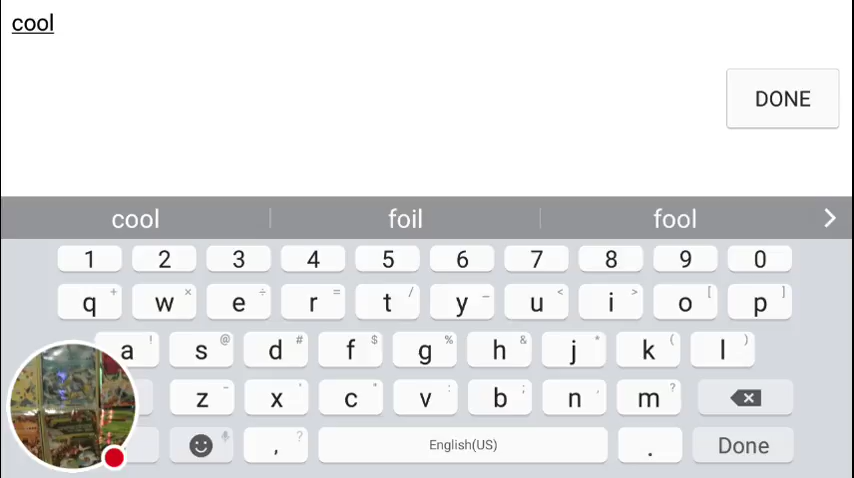 cool
DONE
cool foil fool
1 2 3 4 5 6 7 8 9 0
q + w × e ÷ r = t / y _ u < i > o [ p ]
a ! s @ d # f $ g % h & j * k ( l )
z - x ' c " v : b ; n , m ?
, ? English(US) . Done